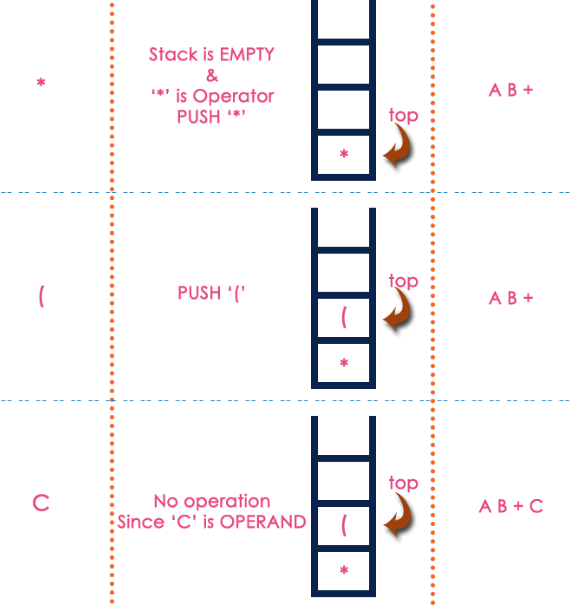 *
Stack is EMPTY
&
‘*’ is Operator
PUSH ‘*’
*
top
A B +
(
PUSH ‘(’
(
*
top
A B +
C
No operation
Since ‘C’ is OPERAND
(
*
top
A B + C